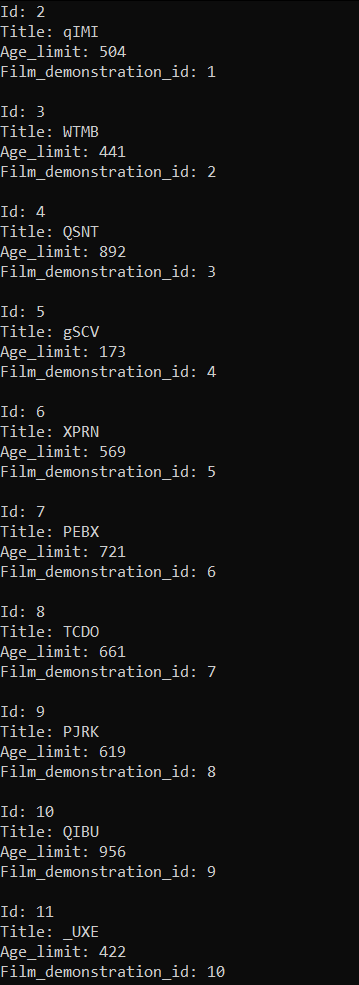 Id: 2
Title: qIMI
Age_limit: 504
Film_demonstration_id: 1

Id: 3
Title: WTMB
Age_limit: 441
Film_demonstration_id: 2

Id: 4
Title: QSNT
Age_limit: 892
Film_demonstration_id: 3

Id: 5
Title: gSCV
Age_limit: 173
Film_demonstration_id: 4

Id: 6
Title: XPRN
Age_limit: 569
Film_demonstration_id: 5

Id: 7
Title: PEBX
Age_limit: 721
Film_demonstration_id: 6

Id: 8
Title: TCDO
Age_limit: 661
Film_demonstration_id: 7

Id: 9
Title: PJRK
Age_limit: 619
Film_demonstration_id: 8

Id: 10
Title: QIBU
Age_limit: 956
Film_demonstration_id: 9

Id: 11
Title: _UXE
Age_limit: 422
Film_demonstration_id: 10